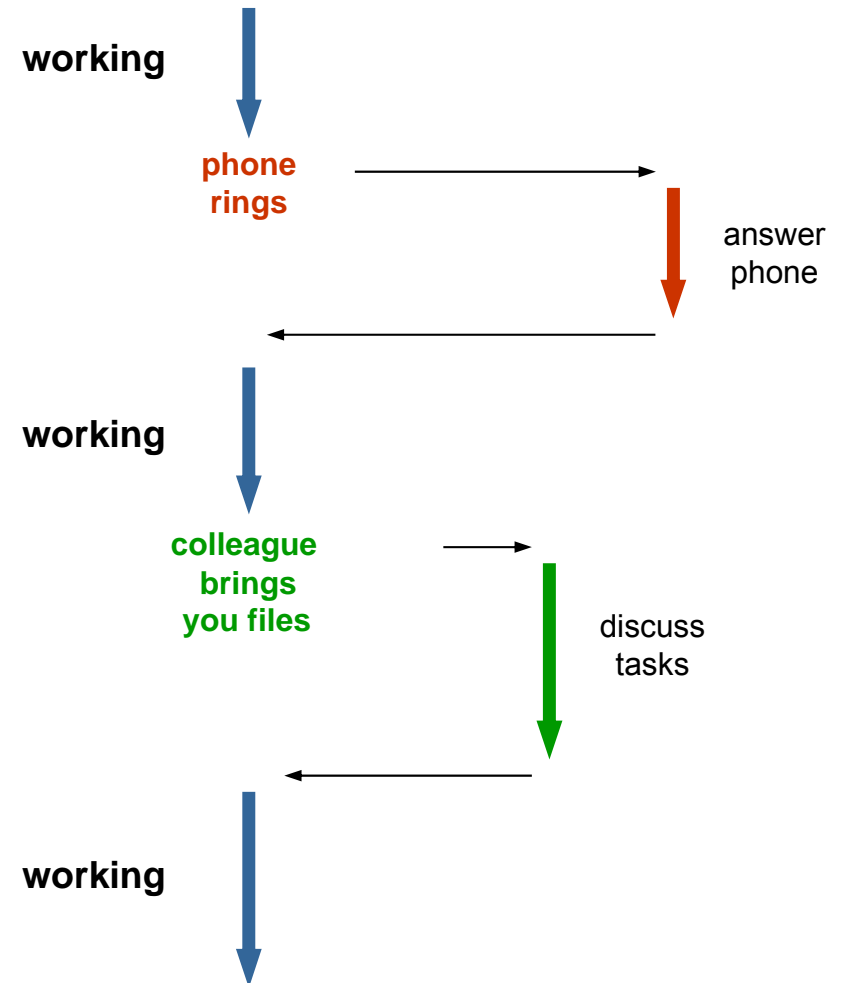 working
phone
rings
answer
phone
working
colleague
brings
you files
discuss
tasks
working